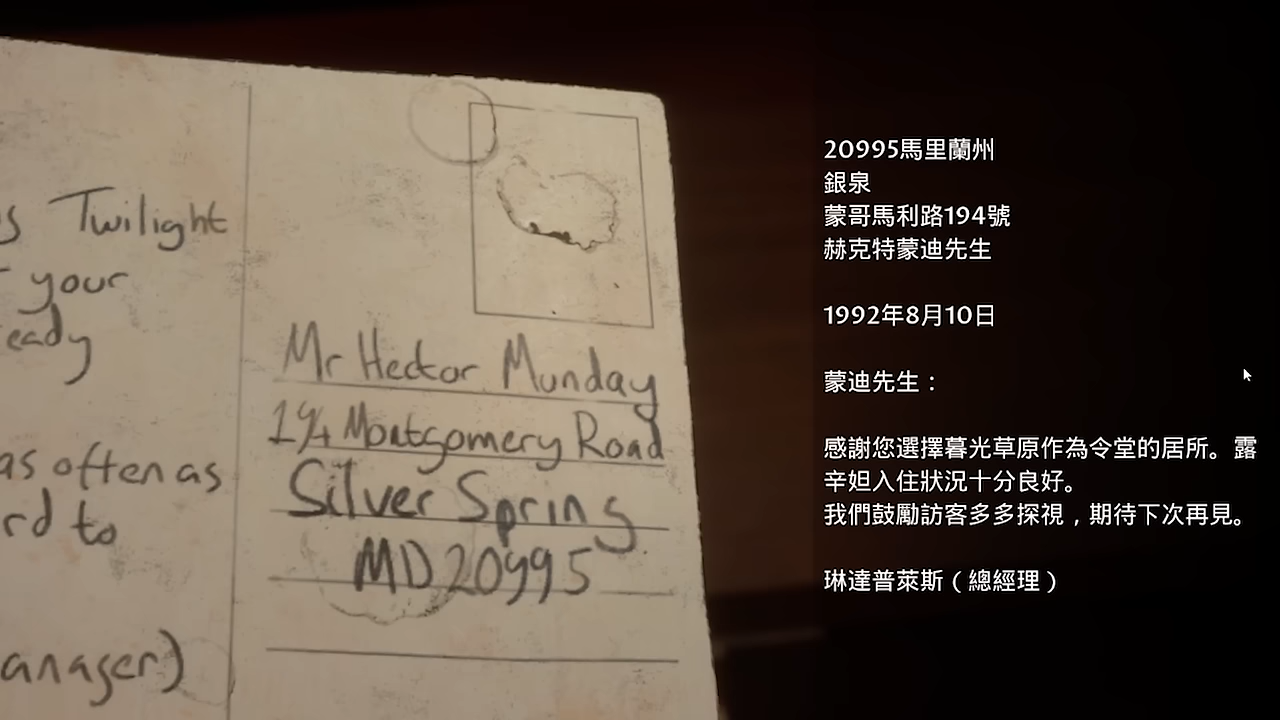 s Twilight
your
eady
as often as
rd to
anager)
Mr Hector Munday
194 Montgomery Road
Silver Spring
MD 20995
20995馬里蘭州
銀泉
蒙哥馬利路194號
赫克特蒙迪先生
1992年8月10日
蒙迪先生：
感謝您選擇暮光草原作為令堂的居所。露
辛妲入住狀況十分良好。
我們鼓勵訪客多多探視，期待下次再見。
琳達普萊斯（總經理）